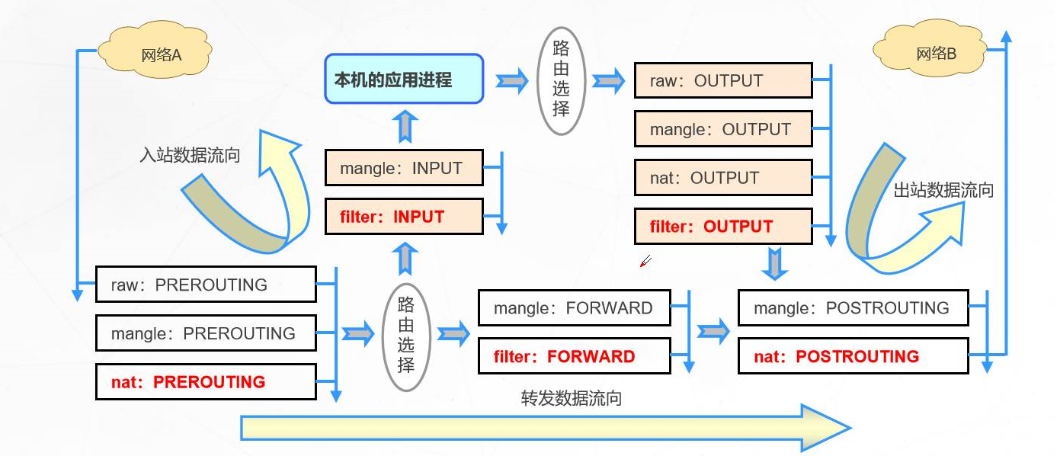 网络A
网络B
本机的应用进程
路由选择
raw：OUTPUT
mangle：OUTPUT
nat：OUTPUT
filter：OUTPUT
入站数据流向
mangle：INPUT
filter：INPUT
出站数据流向
raw：PREROUTING
mangle：PREROUTING
nat：PREROUTING
路由选择
mangle：FORWARD
filter：FORWARD
mangle：POSTROUTING
nat：POSTROUTING
转发数据流向